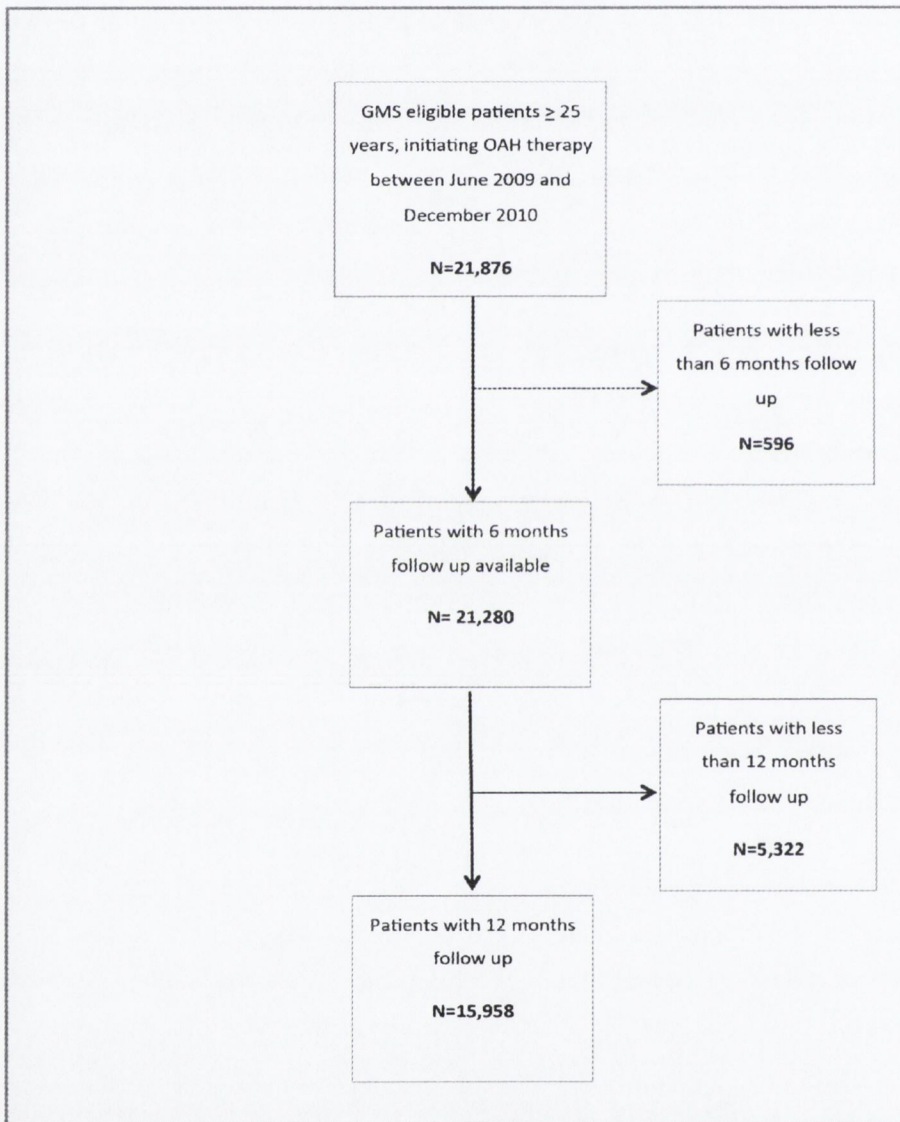 GMS eligible patients ≥ 25
years, initiating OAH therapy
between June 2009 and
December 2010
N=21,876
Patients with less
than 6 months follow
up
N=596
Patients with 6 months
follow up available
N= 21,280
Patients with less
than 12 months
follow up
N=5,322
Patients with 12 months
follow up
N=15,958